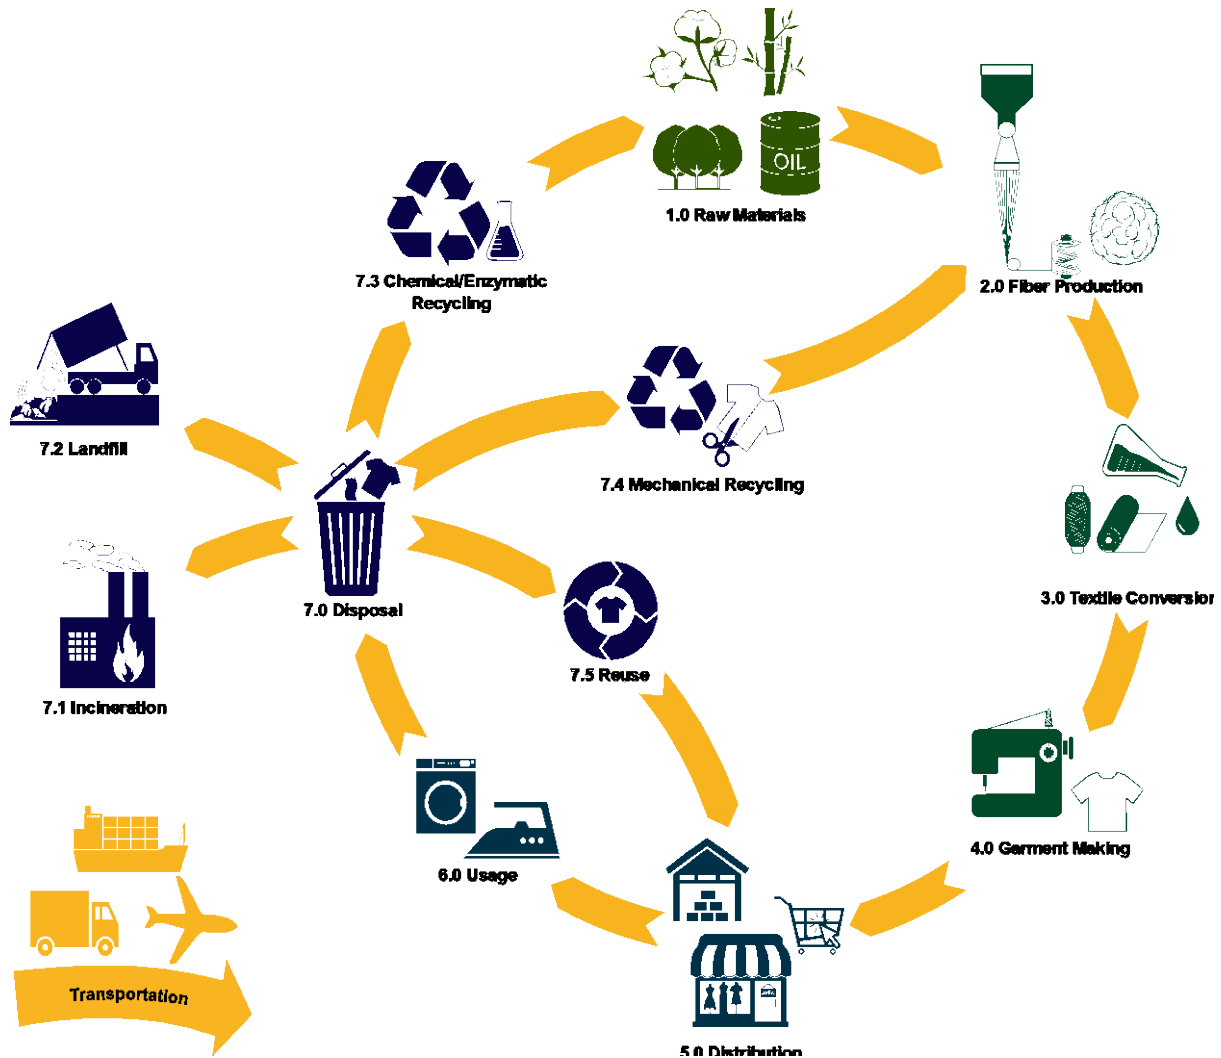 OIL
1.0 Raw Materials
7.3 Chemical/Enzymatic
Recycling
2.0 Fiber Production
7.2 Landfill
7.4 Mechanical Recycling
3.0 Textile Conversion
7.0 Disposal
7.5 Reuse
7.1 Incineration
4.0 Garment Making
6.0 Usage
Transportation
5.0 Distribution